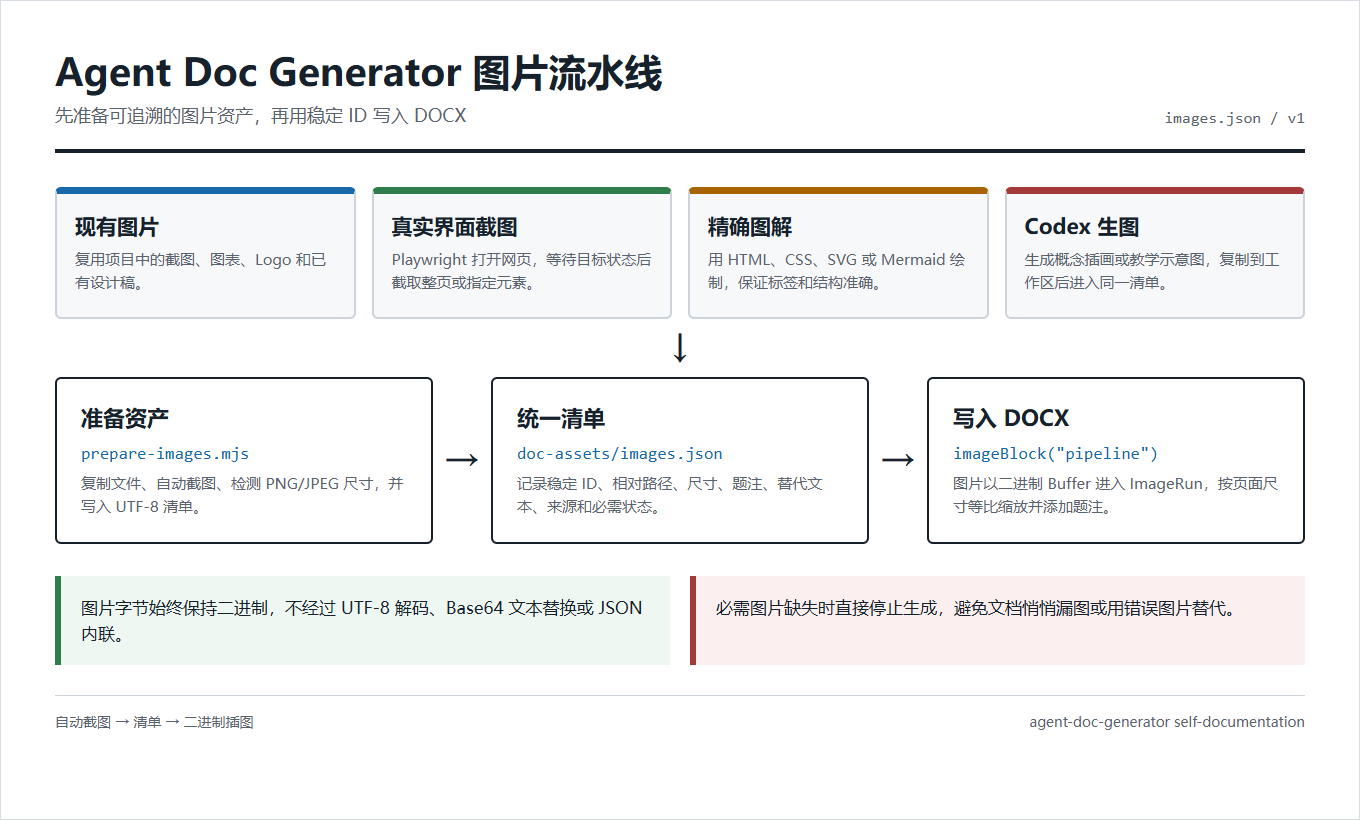 Agent Doc Generator 图片流水线
先准备可追溯的图片资产，再用稳定 ID 写入 DOCX
images.json / v1
现有图片
复用项目中的截图、图表、Logo 和已
有设计稿。
真实界面截图
Playwright 打开网页，等待目标状态后
截取整页或指定元素。
精确图解
用 HTML、CSS、SVG 或 Mermaid 绘
制，保证标签和结构准确。
Codex 生图
生成概念插画或教学示意图，复制到工
作区后进入同一清单。
↓
准备资产
prepare-images.mjs
复制文件、自动截图、检测 PNG/JPEG 尺寸，并
写入 UTF-8 清单。
→
统一清单
doc-assets/images.json
记录稳定 ID、相对路径、尺寸、题注、替代文
本、来源和必需状态。
→
写入 DOCX
imageBlock("pipeline")
图片以二进制 Buffer 进入 ImageRun，按页面尺
寸等比缩放并添加题注。
图片字节始终保持二进制，不经过 UTF-8 解码、Base64 文本替换或 JSON
内联。
必需图片缺失时直接停止生成，避免文档悄悄漏图或用错误图片替代。
自动截图 → 清单 → 二进制插图
agent-doc-generator self-documentation